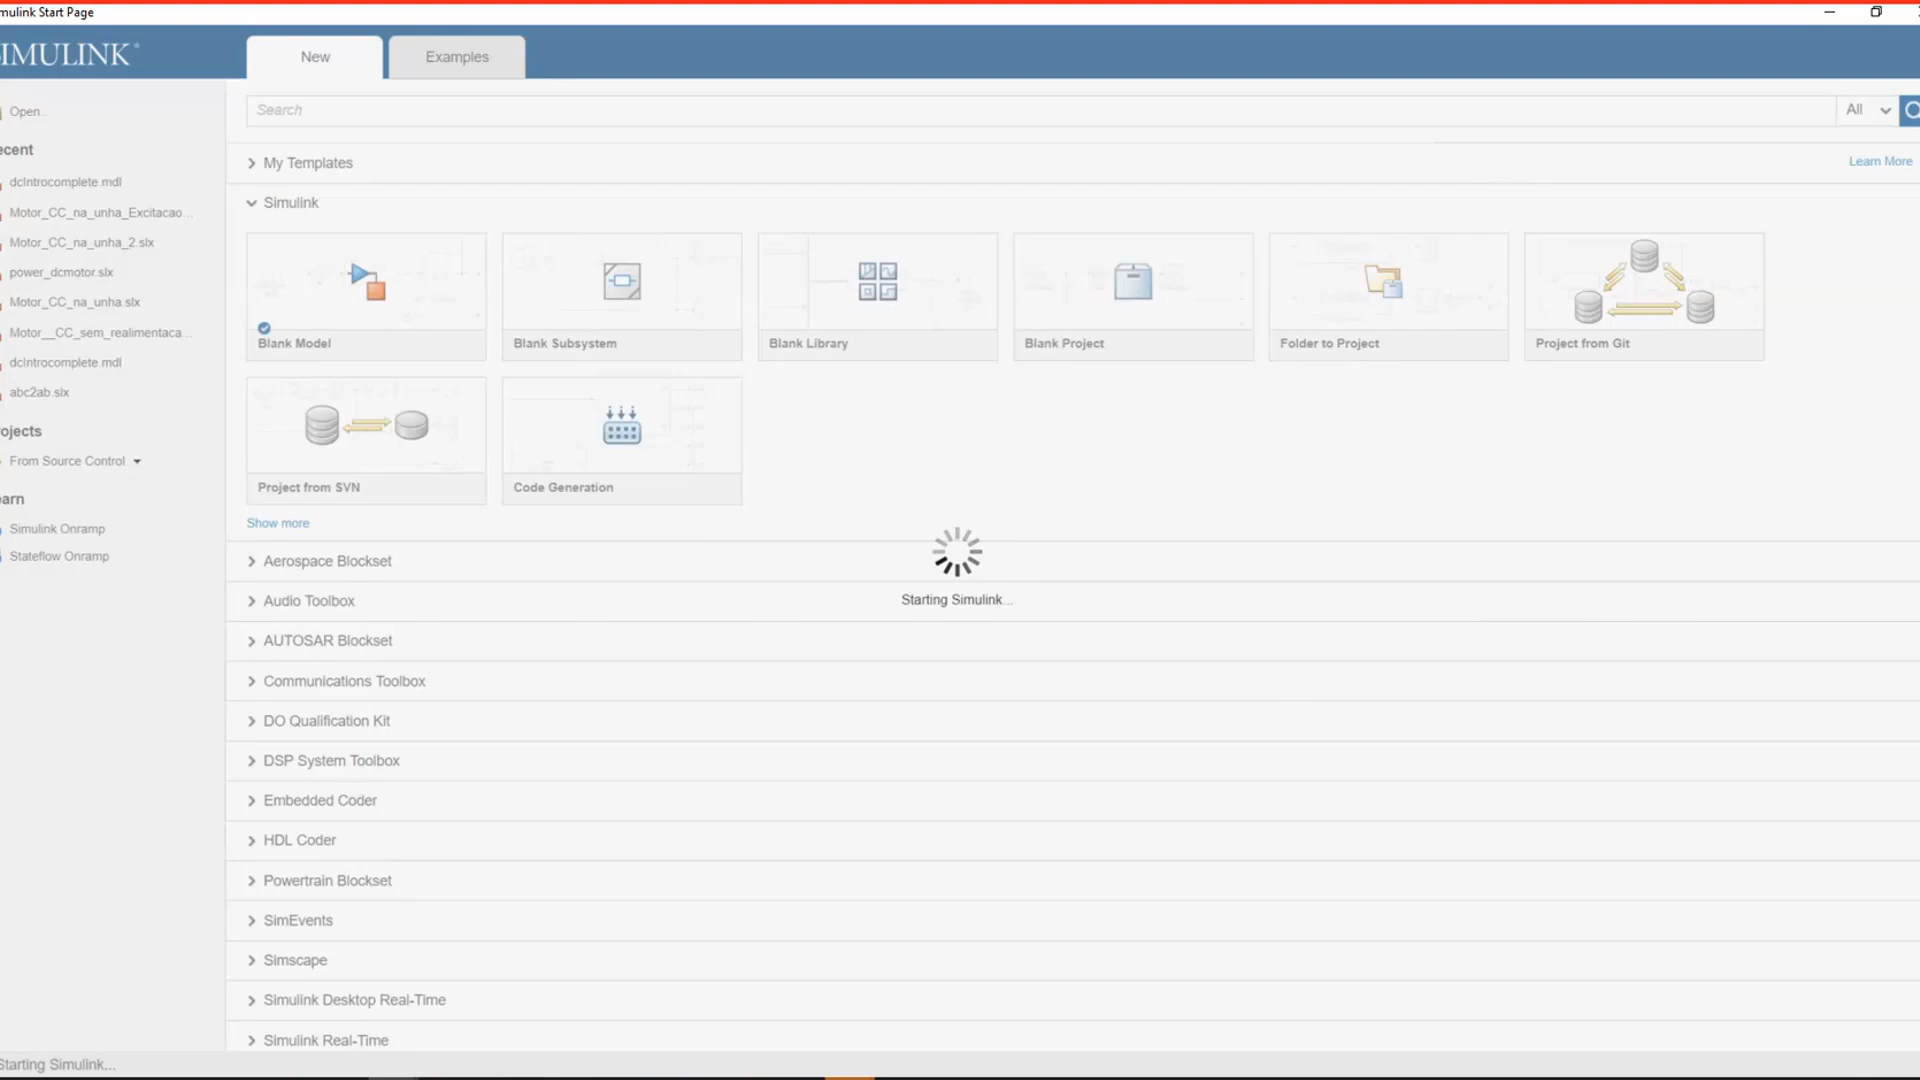 mulink Start Page
IMULINK®
New
Examples
Open...
Search
All
ecent
My Templates
Learn More
dcIntrocomplete.mdl
Simulink
Motor_CC_na_unha_Excitacao...
Motor_CC_na_unha_2.slx
power_dcmotor.slx
Motor_CC_na_unha.slx
Motor__CC_sem_realimentaca...
dcIntrocomplete.mdl
abc2ab.slx
Blank Model
Blank Subsystem
Blank Library
Blank Project
Folder to Project
Project from Git
ojects
From Source Control
Project from SVN
Code Generation
earn
Simulink Onramp
Stateflow Onramp
Show more
Aerospace Blockset
Audio Toolbox
Starting Simulink...
AUTOSAR Blockset
Communications Toolbox
DO Qualification Kit
DSP System Toolbox
Embedded Coder
HDL Coder
Powertrain Blockset
SimEvents
Simscape
Simulink Desktop Real-Time
Simulink Real-Time
Starting Simulink...